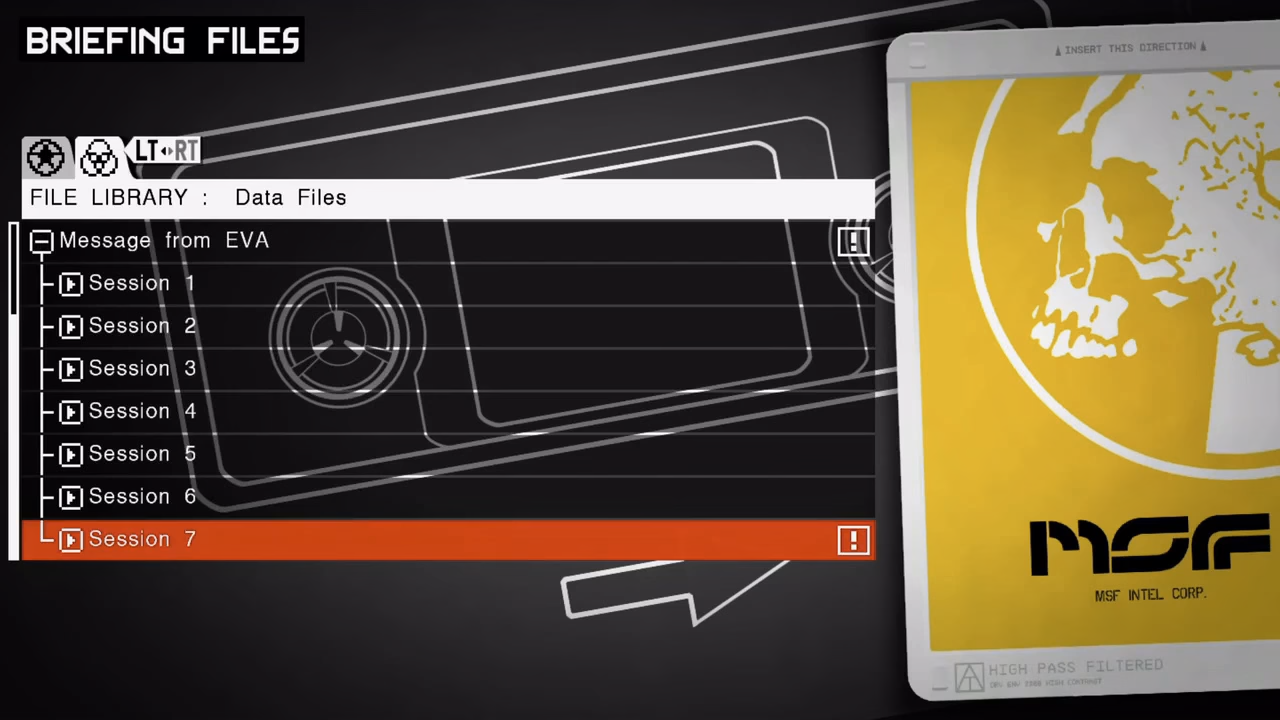 BRIEFING FILES
INSERT THIS DIRECTION
LT RT
FILE LIBRARY : Data Files
Message from EVA
Session 1
Session 2
Session 3
Session 4
Session 5
Session 6
Session 7
MSF
MSF INTEL CORP.
HIGH PASS FILTERED